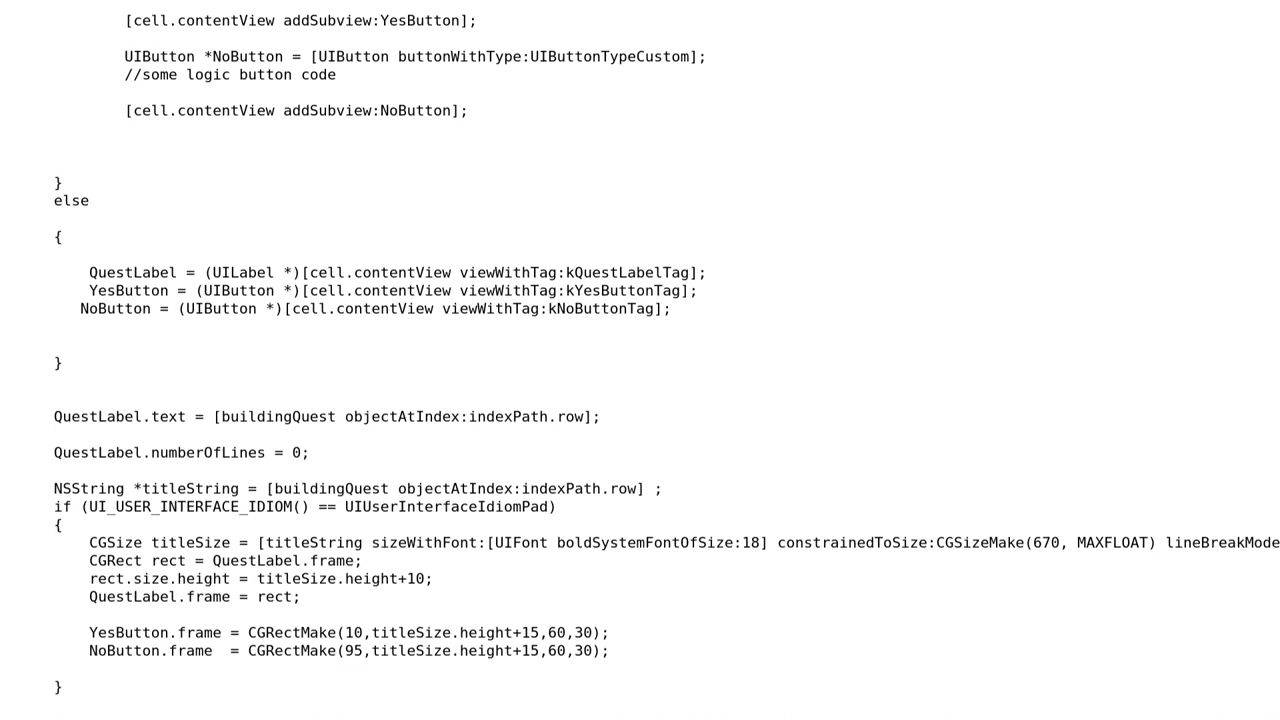 [cell.contentView addSubview:YesButton];
UIButton *NoButton = [UIButton buttonWithType:UIButtonTypeCustom];
//some logic button code
[cell.contentView addSubview:NoButton];
}
else
{
QuestLabel = (UILabel *)[cell.contentView viewWithTag:kQuestLabelTag];
YesButton = (UIButton *)[cell.contentView viewWithTag:kYesButtonTag];
NoButton = (UIButton *)[cell.contentView viewWithTag:kNoButtonTag];
}
QuestLabel.text = [buildingQuest objectAtIndex:indexPath.row];
QuestLabel.numberOfLines = 0;
NSString *titleString = [buildingQuest objectAtIndex:indexPath.row] ;
if (UI_USER_INTERFACE_IDIOM() == UIUserInterfaceIdiomPad)
{
CGSize titleSize = [titleString sizeWithFont:[UIFont boldSystemFontOfSize:18] constrainedToSize:CGSizeMake(670, MAXFLOAT) lineBreakMode
CGRect rect = QuestLabel.frame;
rect.size.height = titleSize.height+10;
QuestLabel.frame = rect;
YesButton.frame = CGRectMake(10,titleSize.height+15,60,30);
NoButton.frame  = CGRectMake(95,titleSize.height+15,60,30);
}